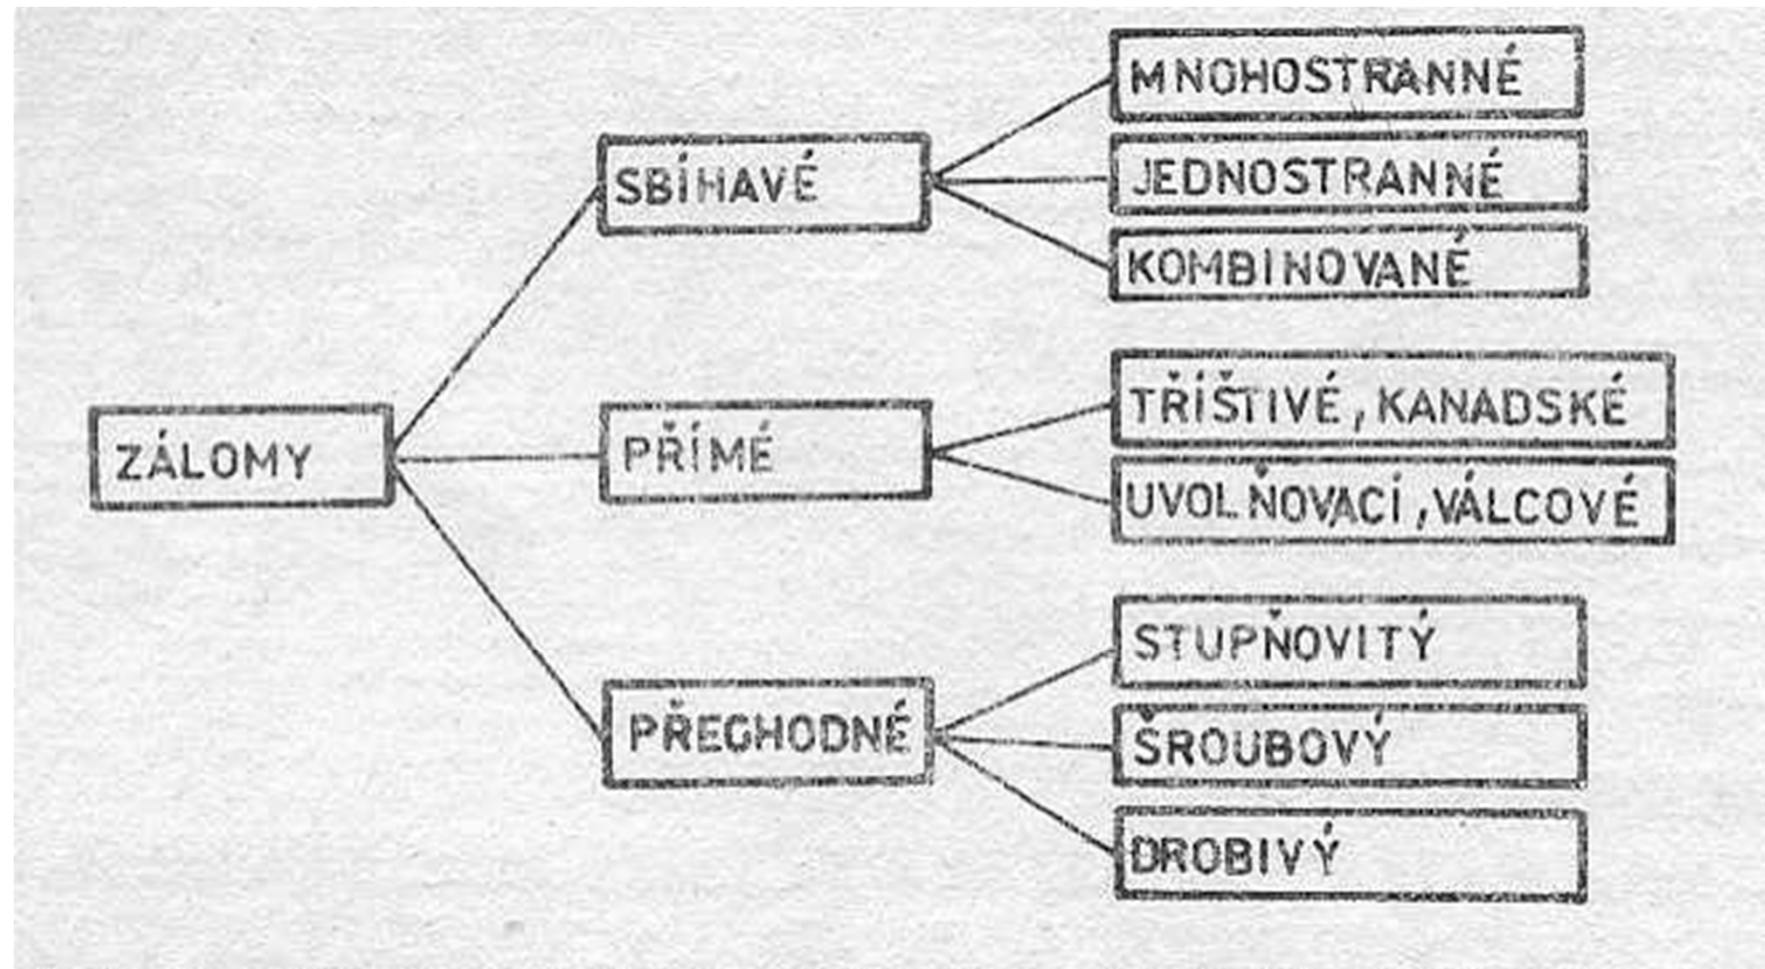 ZÁLOMY
SBÍHAVÉ
MNOHOSTRANNÉ
JEDNOSTRANNÉ
KOMBINOVANÉ
PŘÍMÉ
TŘÍŠTIVÉ, KANADSKÉ
UVOLŇOVACÍ, VÁLCOVÉ
PŘECHODNÉ
STUPŇOVITÝ
ŠROUBOVÝ
DROBIVÝ